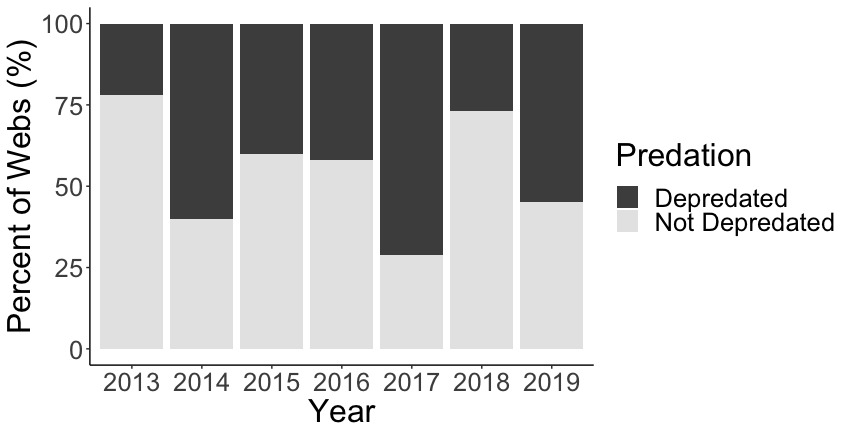 Percent of Webs (%)
100
75
50
25
0
2013 2014 2015 2016 2017 2018 2019
Year
Predation
Depredated
Not Depredated